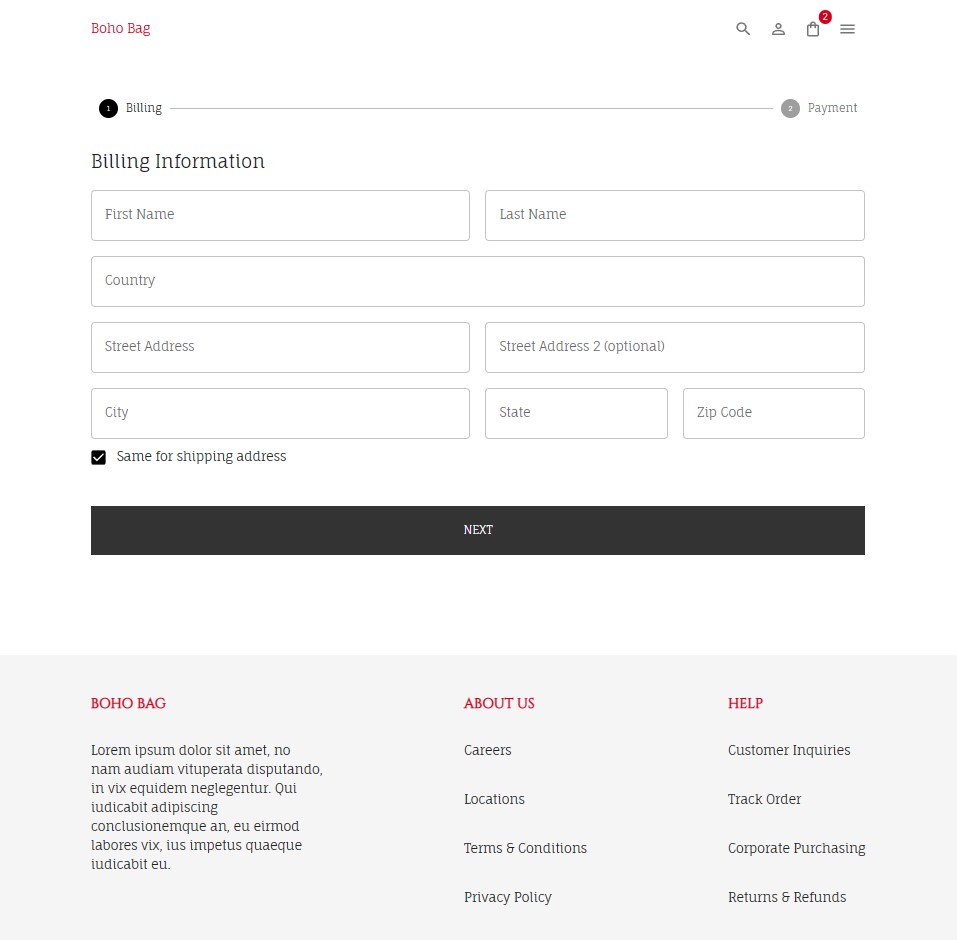 Boho Bag
2
1 Billing
2 Payment
Billing Information
First Name
Last Name
Country
Street Address
Street Address 2 (optional)
City
State
Zip Code
Same for shipping address
NEXT
BOHO BAG
Lorem ipsum dolor sit amet, no
nam audiam vituperata disputando,
in vix equidem neglegentur. Qui
iudicabit adipiscing
conclusionemque an, eu eirmod
labores vix, ius impetus quaeque
iudicabit eu.
ABOUT US
Careers
Locations
Terms & Conditions
Privacy Policy
HELP
Customer Inquiries
Track Order
Corporate Purchasing
Returns & Refunds